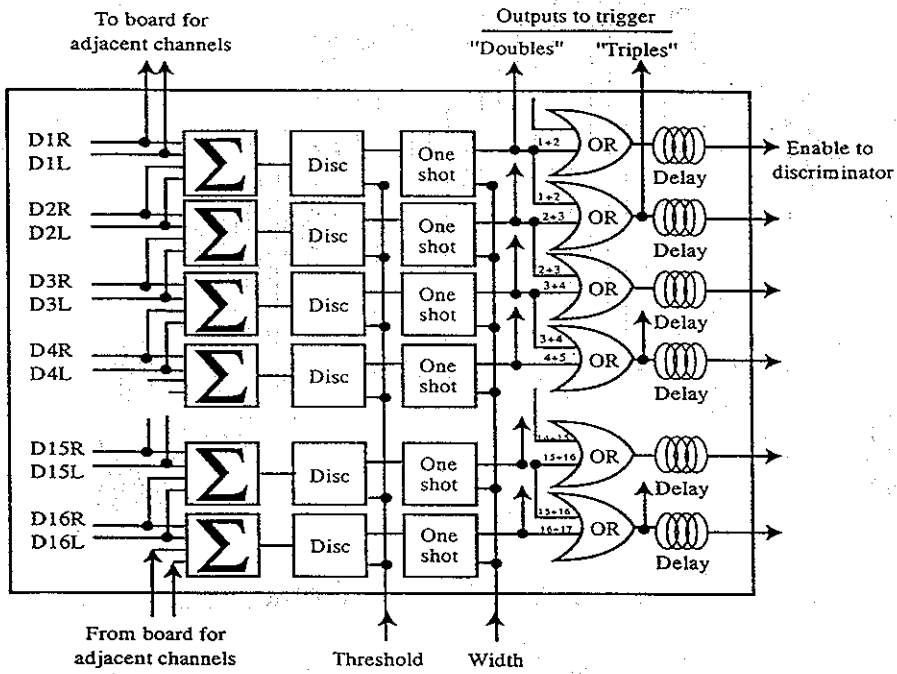 To board for
adjacent channels
Outputs to trigger
"Doubles" "Triples"
D1R
D1L
Σ
Disc
One
shot
1+2
OR
Delay
Enable to
discriminator
D2R
D2L
Σ
Disc
One
shot
1+2
2+3
OR
Delay
D3R
D3L
Σ
Disc
One
shot
2+3
3+4
OR
Delay
D4R
D4L
Σ
Disc
One
shot
3+4
4+5
OR
Delay
D15R
D15L
Σ
Disc
One
shot
15+16
OR
Delay
D16R
D16L
Σ
Disc
One
shot
15+16
16+17
OR
Delay
From board for
adjacent channels
Threshold
Width